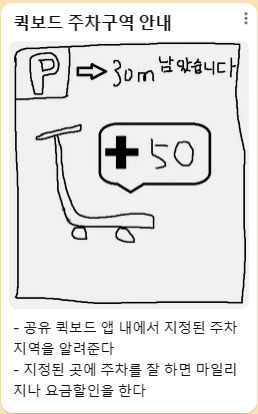 퀵보드 주차구역 안내
P ⇨ 30m 남았습니다
+ 50
- 공유 퀵보드 앱 내에서 지정된 주차
지역을 알려준다
- 지정된 곳에 주차를 잘 하면 마일리
지나 요금할인을 한다